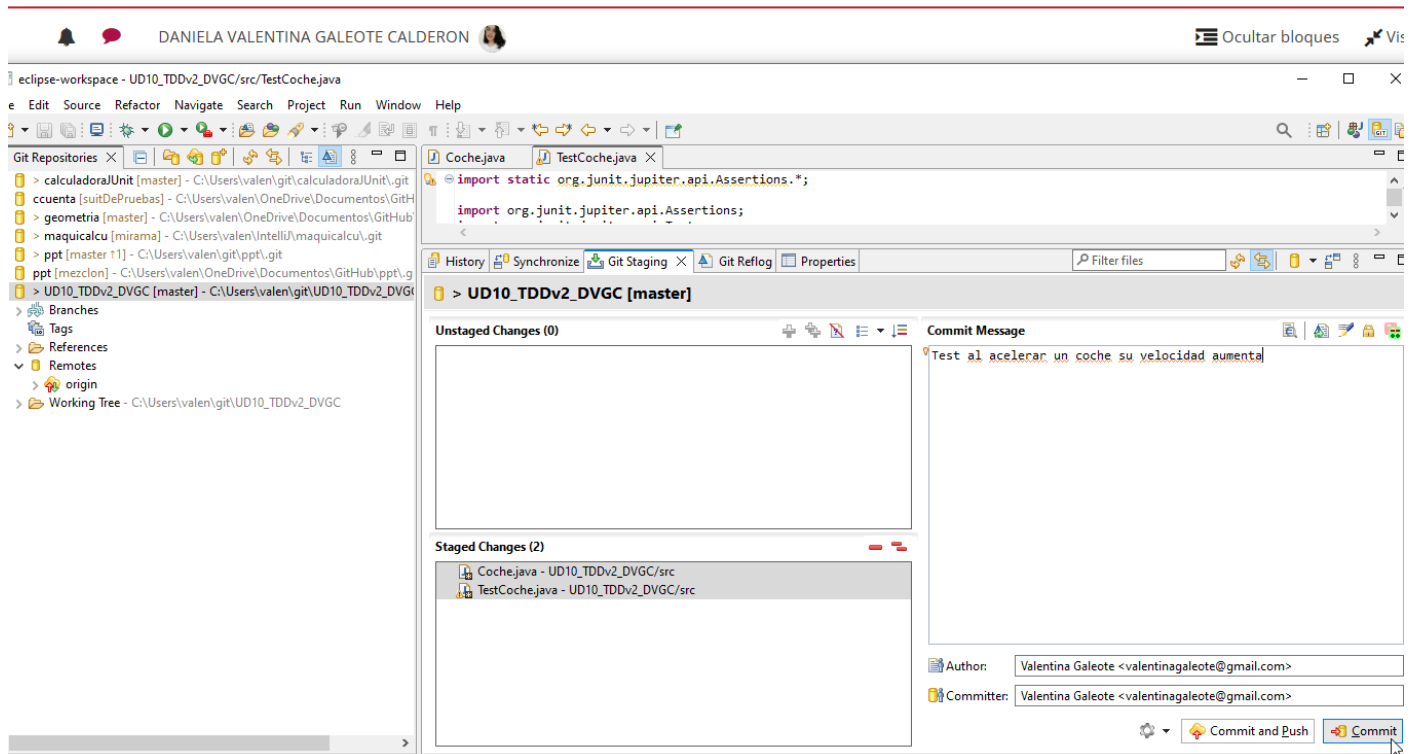 DANIELA VALENTINA GALEOTE CALDERON
Ocultar bloques
eclipse-workspace - UD10_TDDv2_DVGC/src/TestCoche.java
Edit Source Refactor Navigate Search Project Run Window Help
Git Repositories
> calculadoraJUnit [master] - C:\Users\valen\git\calculadoraJUnit\.git
ccuenta [suitDePruebas] - C:\Users\valen\OneDrive\Documentos\GitH
> geometria [master] - C:\Users\valen\OneDrive\Documentos\GitHub
> maquicalcu [mirama] - C:\Users\valen\IntelliJ\maquicalcu\.git
> ppt [master ↑1] - C:\Users\valen\git\ppt\.git
ppt [mezclon] - C:\Users\valen\OneDrive\Documentos\GitHub\ppt\.g
> UD10_TDDv2_DVGC [master] - C:\Users\valen\git\UD10_TDDv2_DVG
Branches
Tags
References
Remotes
origin
Working Tree - C:\Users\valen\git\UD10_TDDv2_DVGC
Coche.java TestCoche.java
import static org.junit.jupiter.api.Assertions.*;
import org.junit.jupiter.api.Assertions;
History Synchronize Git Staging Git Reflog Properties
Filter files
> UD10_TDDv2_DVGC [master]
Unstaged Changes (0)
Staged Changes (2)
Coche.java - UD10_TDDv2_DVGC/src
TestCoche.java - UD10_TDDv2_DVGC/src
Commit Message
Test al acelerar un coche su velocidad aumenta
Author: Valentina Galeote <valentinagaleote@gmail.com>
Committer: Valentina Galeote <valentinagaleote@gmail.com>
Commit and Push Commit